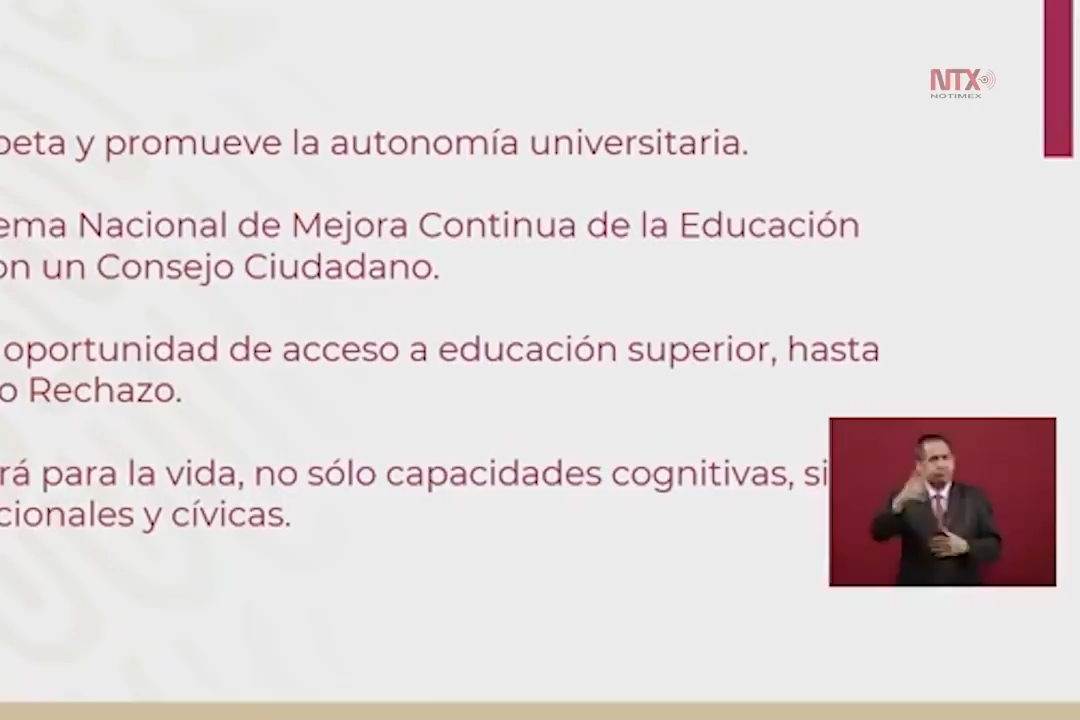 NTX
NOTIMEX
peta y promueve la autonomía universitaria.
ema Nacional de Mejora Continua de la Educación
on un Consejo Ciudadano.
oportunidad de acceso a educación superior, hasta
o Rechazo.
rá para la vida, no sólo capacidades cognitivas, si
cionales y cívicas.